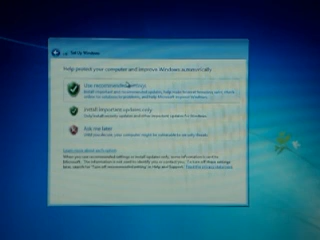 Set Up Windows
Help protect your computer and improve Windows automatically
Use recommended settings
Install important and recommended updates, help make Internet browsing safer, check
online for solutions to problems, and help Microsoft improve Windows.
Install important updates only
Only install security updates and other important updates for Windows.
Ask me later
Until you decide, your computer might be vulnerable to security threats.
Learn more about each option
When you use recommended settings or install updates only, some information is sent to
Microsoft. The information is not used to identify you or contact you. To turn off these settings
later, search for "Turn off recommended settings" in Help and Support.